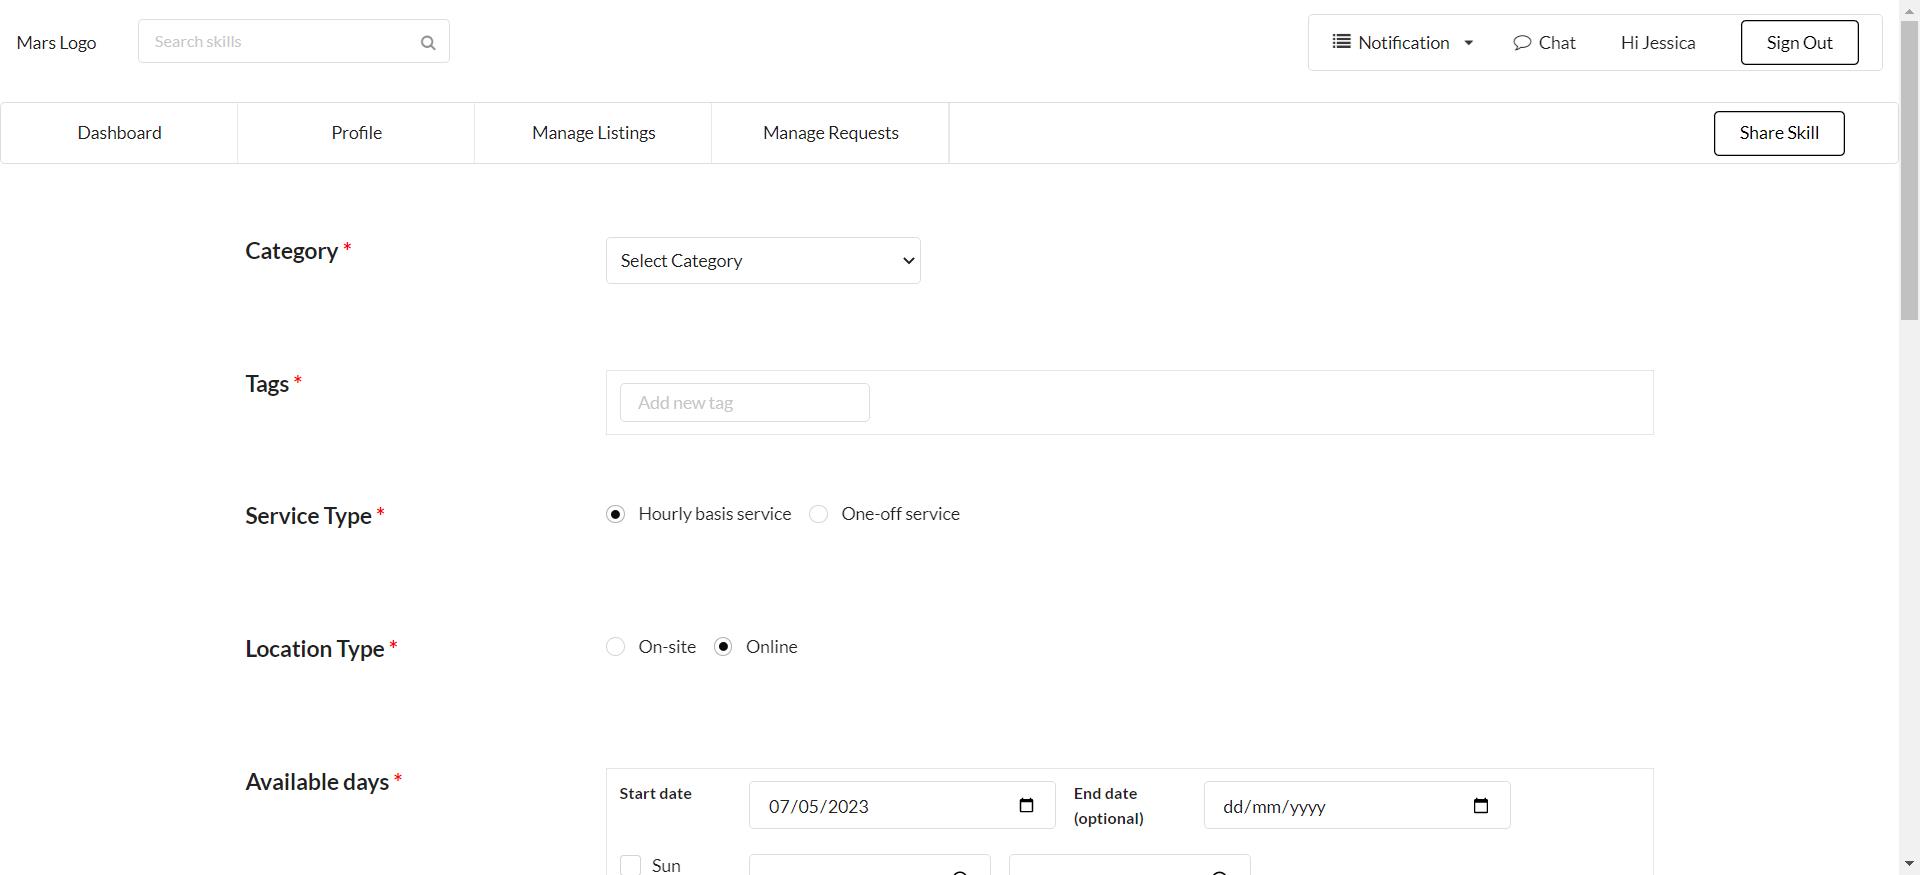 Mars Logo
Search skills
Notification
Chat
Hi Jessica
Sign Out
Dashboard
Profile
Manage Listings
Manage Requests
Share Skill
Category *
Select Category
Tags *
Add new tag
Service Type *
Hourly basis service
One-off service
Location Type *
On-site
Online
Available days *
Start date
07/05/2023
End date
(optional)
dd/mm/yyyy
Sun